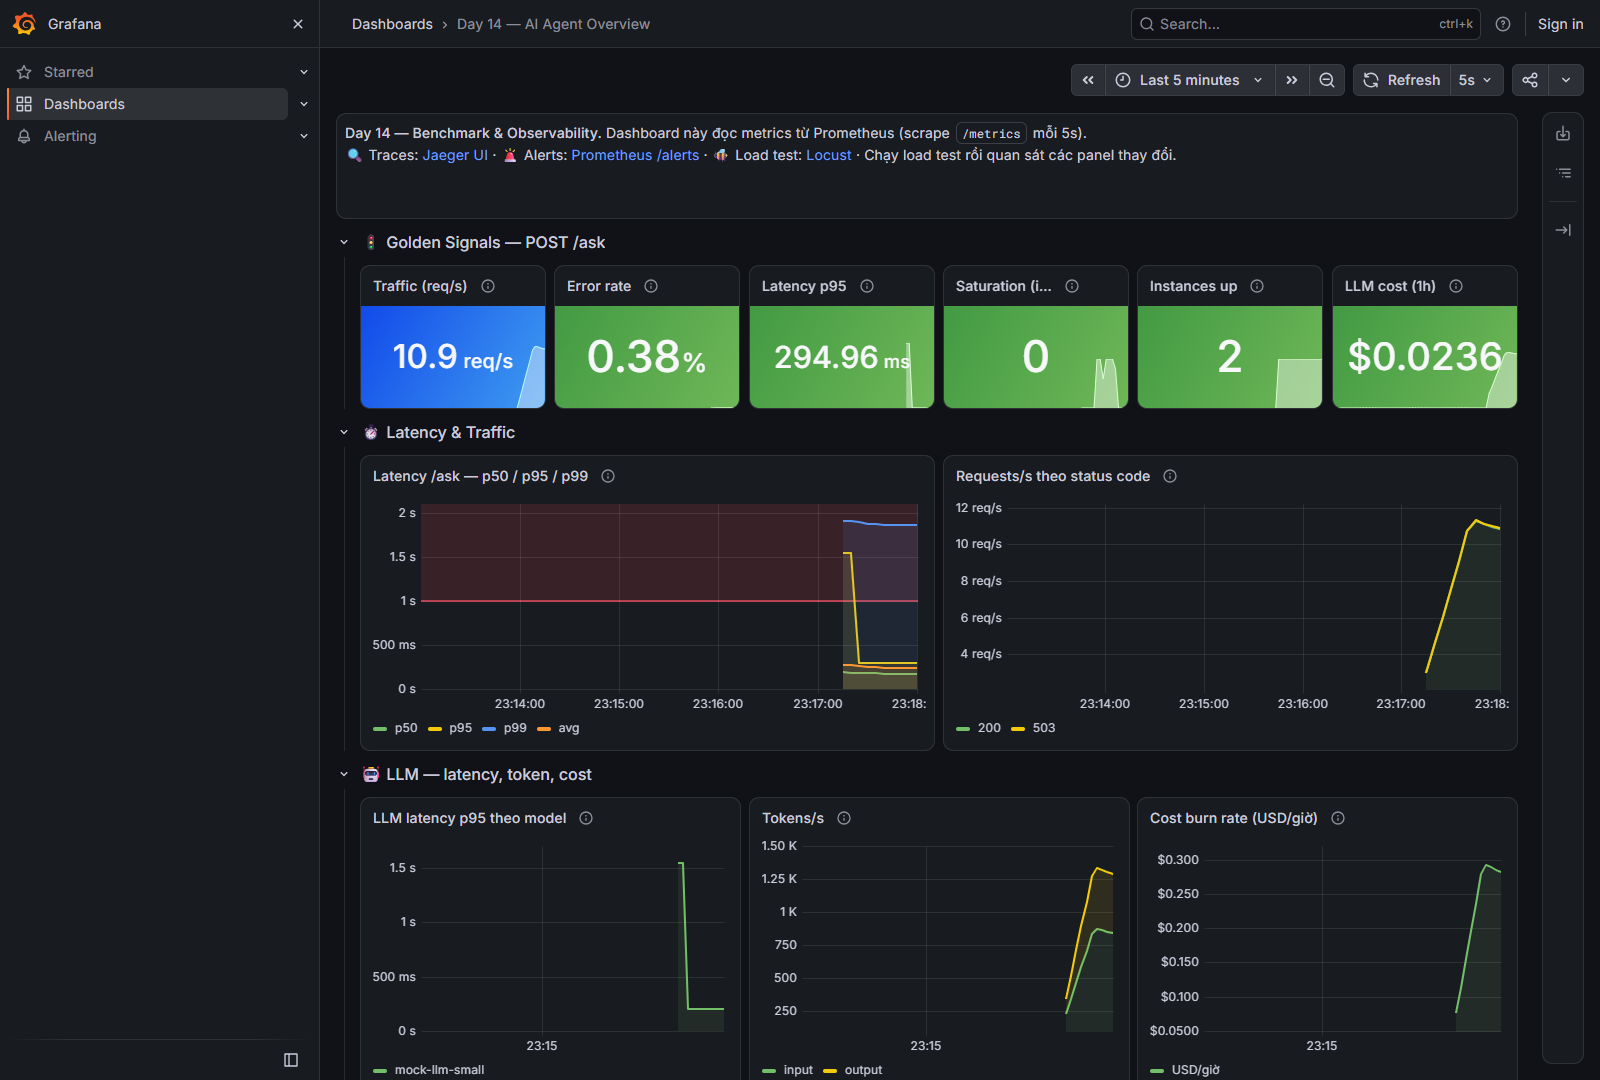 Grafana
Dashboards › Day 14 — AI Agent Overview
Search...
ctrl+k
Sign in
Starred
Dashboards
Alerting
Last 5 minutes
Refresh
5s
Day 14 — Benchmark & Observability. Dashboard này đọc metrics từ Prometheus (scrape /metrics mỗi 5s).
Traces: Jaeger UI · Alerts: Prometheus /alerts · Load test: Locust · Chạy load test rồi quan sát các panel thay đổi.
Golden Signals — POST /ask
Traffic (req/s)
10.9 req/s
Error rate
0.38%
Latency p95
294.96 ms
Saturation (i...
0
Instances up
2
LLM cost (1h)
$0.0236
Latency & Traffic
Latency /ask — p50 / p95 / p99
2 s
1.5 s
1 s
500 ms
0 s
23:14:00
23:15:00
23:16:00
23:17:00
23:18:
p50
p95
p99
avg
Requests/s theo status code
12 req/s
10 req/s
8 req/s
6 req/s
4 req/s
23:14:00
23:15:00
23:16:00
23:17:00
23:18:
200
503
LLM — latency, token, cost
LLM latency p95 theo model
1.5 s
1 s
500 ms
0 s
23:15
mock-llm-small
Tokens/s
1.50 K
1.25 K
1 K
750
500
250
23:15
input
output
Cost burn rate (USD/giờ)
$0.300
$0.250
$0.200
$0.150
$0.100
$0.0500
23:15
USD/giờ